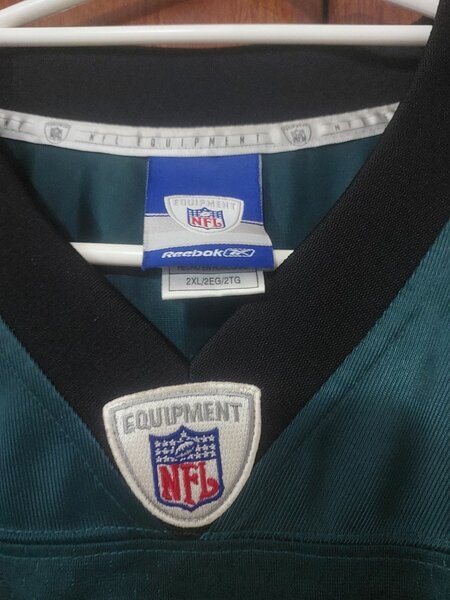 NFL EQUIPMENT
EQUIPMENT
NFL
Reebok
2XL/2EG/2TG
EQUIPMENT
NFL